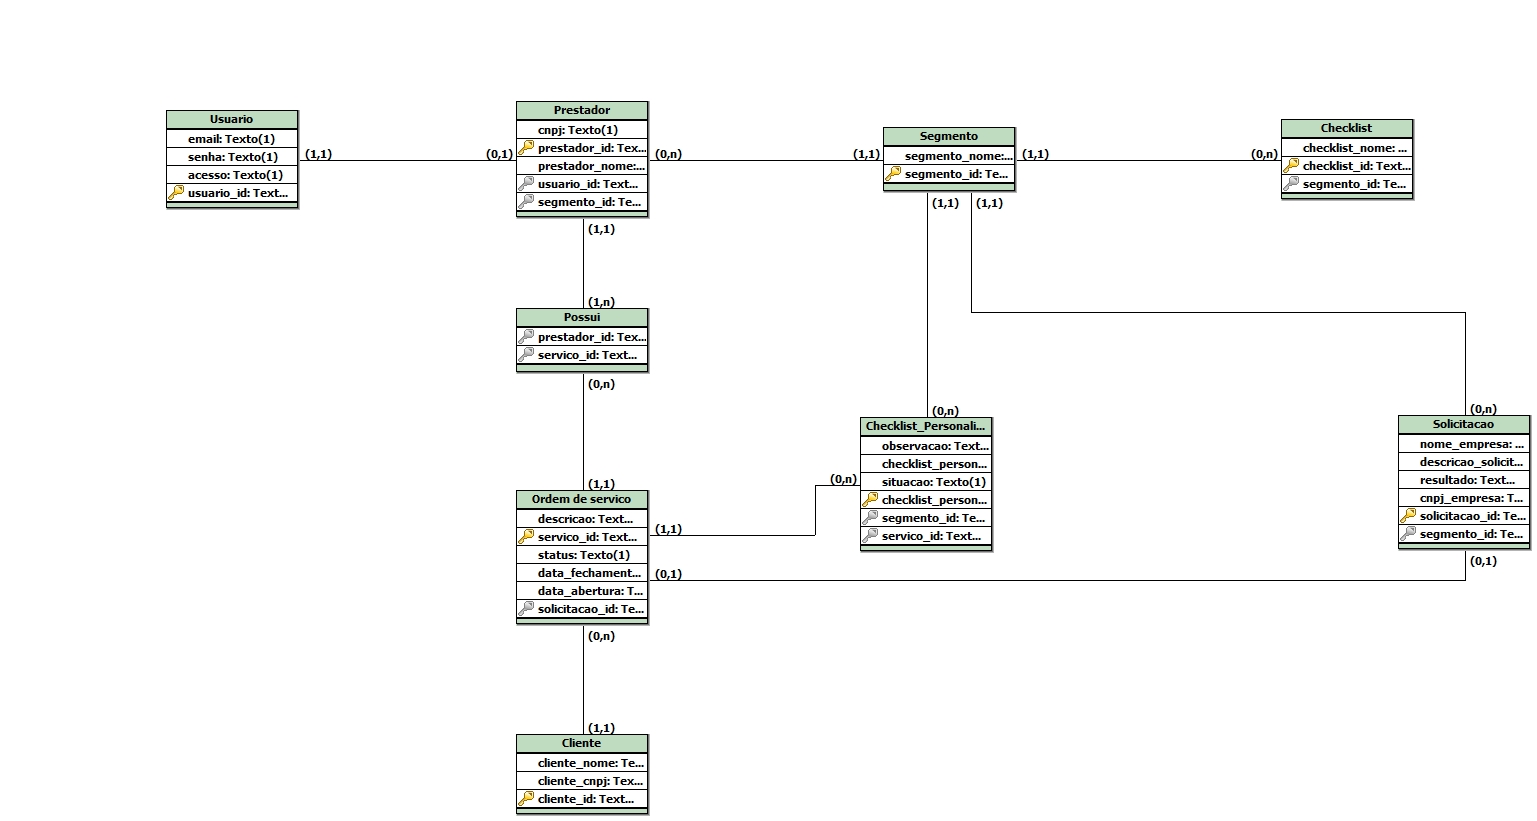 Usuario
email: Texto(1)
senha: Texto(1)
acesso: Texto(1)
usuario_id: Text...
(1,1)
(0,1)
Prestador
cnpj: Texto(1)
prestador_id: Tex...
prestador_nome:...
usuario_id: Text...
segmento_id: Te...
(0,n)
(1,1)
Segmento
segmento_nome:...
segmento_id: Te...
(1,1)
(0,n)
Checklist
checklist_nome: ...
checklist_id: Text...
segmento_id: Te...
(1,1)
(1,1)
(1,1)
(1,n)
Possui
prestador_id: Tex...
servico_id: Text...
(0,n)
(0,n)
Checklist_Personali...
observacao: Text...
checklist_person...
situacao: Texto(1)
checklist_person...
segmento_id: Te...
servico_id: Text...
(0,n)
(0,n)
Solicitacao
nome_empresa: ...
descricao_solicit...
resultado: Text...
cnpj_empresa: T...
solicitacao_id: Te...
segmento_id: Te...
(0,1)
(1,1)
Ordem de servico
descricao: Text...
servico_id: Text...
status: Texto(1)
data_fechament...
data_abertura: T...
solicitacao_id: Te...
(1,1)
(0,1)
(0,n)
(1,1)
Cliente
cliente_nome: Te...
cliente_cnpj: Tex...
cliente_id: Text...